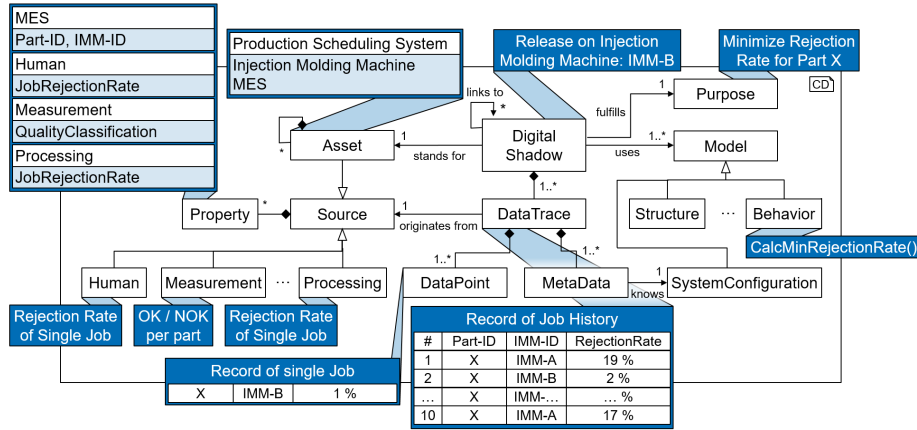 MES
Part-ID, IMM-ID
Human
JobRejectionRate
Measurement
QualityClassification
Processing
JobRejectionRate
Production Scheduling System
Injection Molding Machine
MES
Release on Injection
Molding Machine: IMM-B
Minimize Rejection
Rate for Part X
CD
links to
*
*
Asset
1
stands for
Digital
Shadow
fulfills
1
Purpose
uses
1..*
Model
1..*
Property
*
Source
1
originates from
DataTrace
Structure
...
Behavior
CalcMinRejectionRate()
1..*
1..*
Human
Measurement
...
Processing
DataPoint
MetaData
1
knows
SystemConfiguration
Rejection Rate
of Single Job
OK / NOK
per part
Rejection Rate
of Single Job
Record of single Job
X IMM-B 1 %
Record of Job History
# Part-ID IMM-ID RejectionRate
1 X IMM-A 19 %
2 X IMM-B 2 %
... X IMM-... ... %
10 X IMM-A 17 %